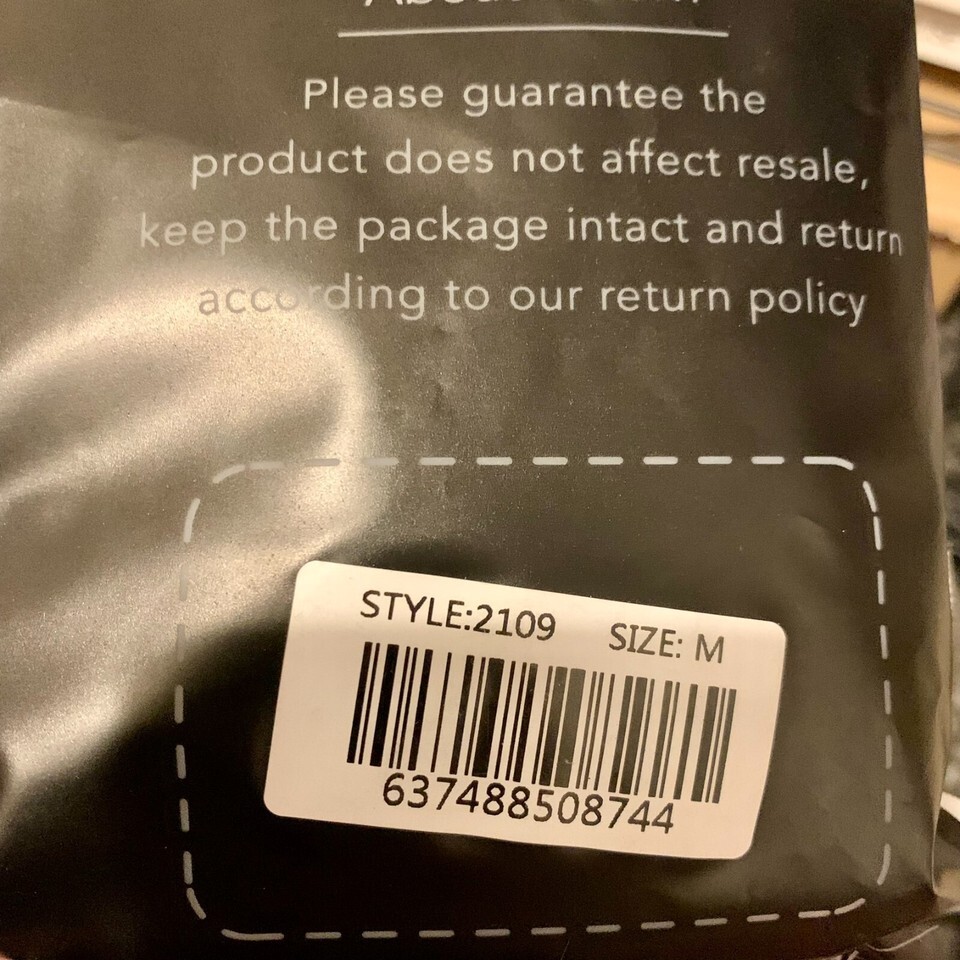 Please guarantee the
product does not affect resale,
keep the package intact and return
according to our return policy
STYLE:2109 SIZE: M
637488508744